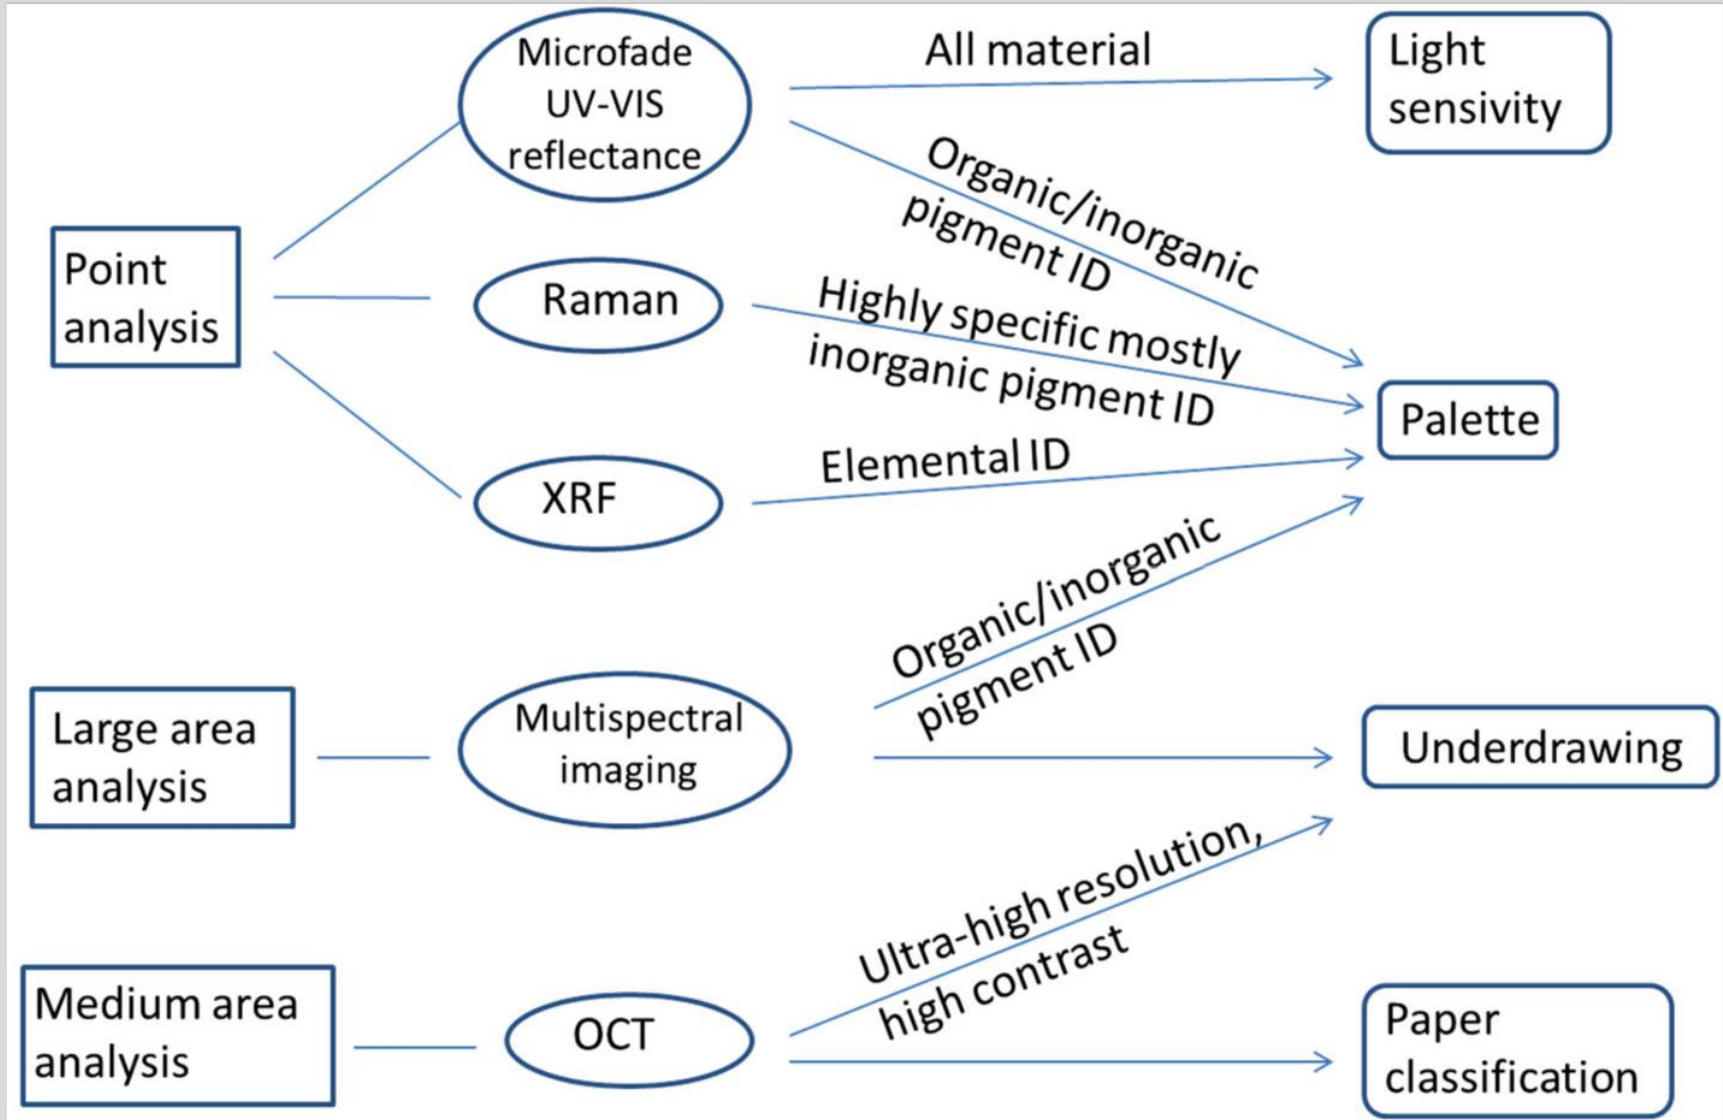 Microfade
UV-VIS
reflectance
All material
Light
sensivity
Organic/inorganic
pigment ID
Point
analysis
Raman
Highly specific mostly
inorganic pigment ID
Palette
XRF
Elemental ID
Organic/inorganic
pigment ID
Large area
analysis
Multispectral
imaging
Underdrawing
Ultra-high resolution,
high contrast
Medium area
analysis
OCT
Paper
classification